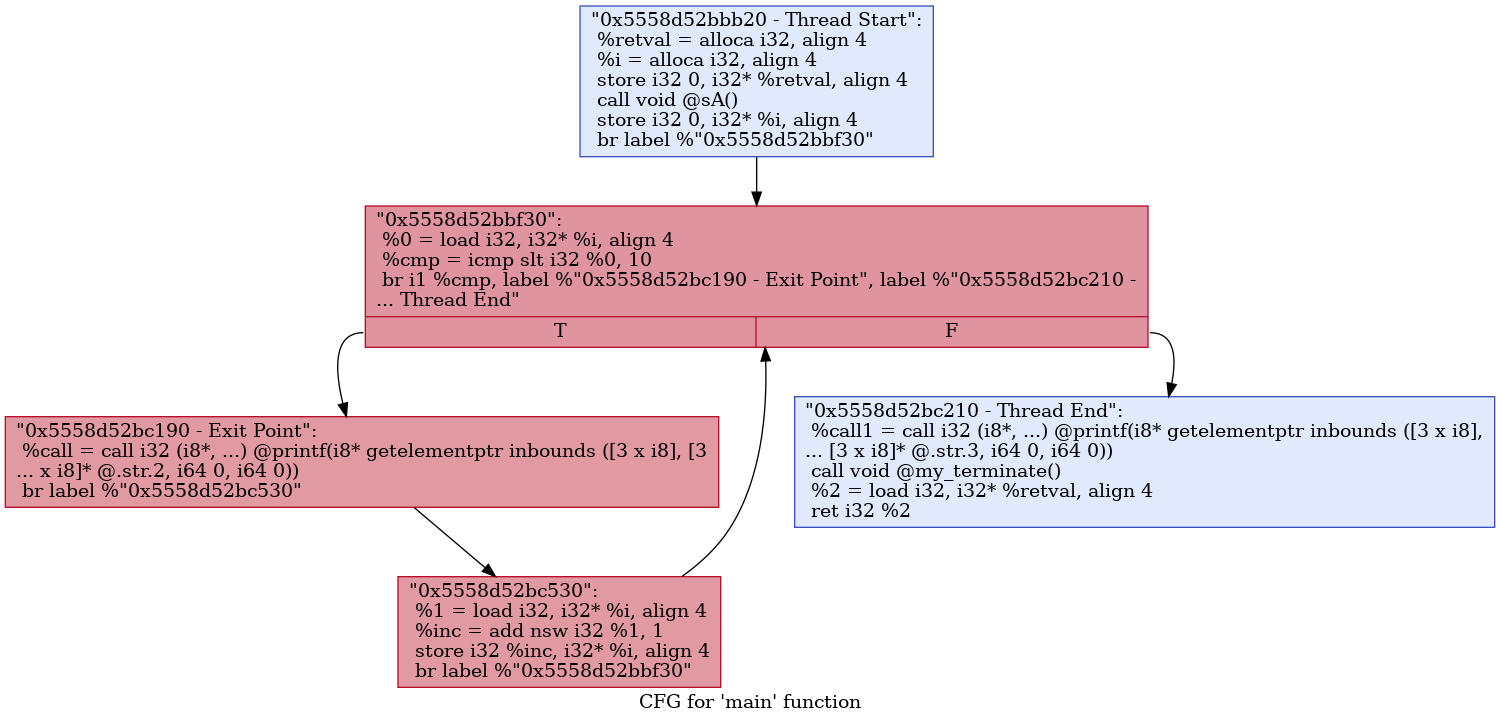 "0x5558d52bbb20 - Thread Start":
%retval = alloca i32, align 4
%i = alloca i32, align 4
store i32 0, i32* %retval, align 4
call void @sA()
store i32 0, i32* %i, align 4
br label %"0x5558d52bbf30"
"0x5558d52bbf30":
%0 = load i32, i32* %i, align 4
%cmp = icmp slt i32 %0, 10
br i1 %cmp, label %"0x5558d52bc190 - Exit Point", label %"0x5558d52bc210 -
... Thread End"
T
F
"0x5558d52bc190 - Exit Point":
%call = call i32 (i8*, ...) @printf(i8* getelementptr inbounds ([3 x i8], [3
... x i8]* @.str.2, i64 0, i64 0))
br label %"0x5558d52bc530"
"0x5558d52bc210 - Thread End":
%call1 = call i32 (i8*, ...) @printf(i8* getelementptr inbounds ([3 x i8],
... [3 x i8]* @.str.3, i64 0, i64 0))
call void @my_terminate()
%2 = load i32, i32* %retval, align 4
ret i32 %2
"0x5558d52bc530":
%1 = load i32, i32* %i, align 4
%inc = add nsw i32 %1, 1
store i32 %inc, i32* %i, align 4
br label %"0x5558d52bbf30"
CFG for 'main' function